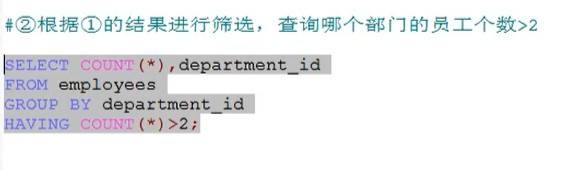 #②根据①的结果进行筛选，查询哪个部门的员工个数>2
SELECT COUNT(*),department_id
FROM employees
GROUP BY department_id
HAVING COUNT(*)>2;